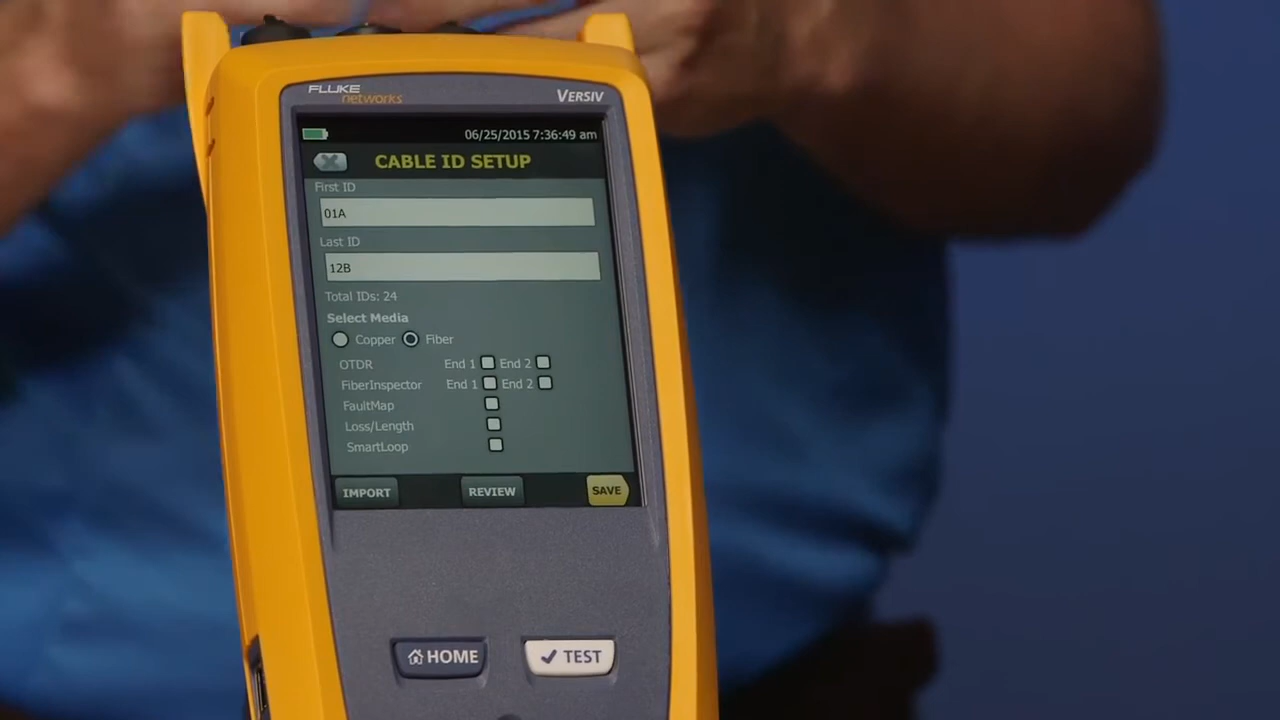 FLUKE
networks
VERSIV
06/25/2015 7:36:49 am
CABLE ID SETUP
First ID
01A
Last ID
12B
Total IDs: 24
Select Media
Copper Fiber
OTDR End 1 End 2
FiberInspector End 1 End 2
FaultMap
Loss/Length
SmartLoop
IMPORT REVIEW SAVE
HOME TEST